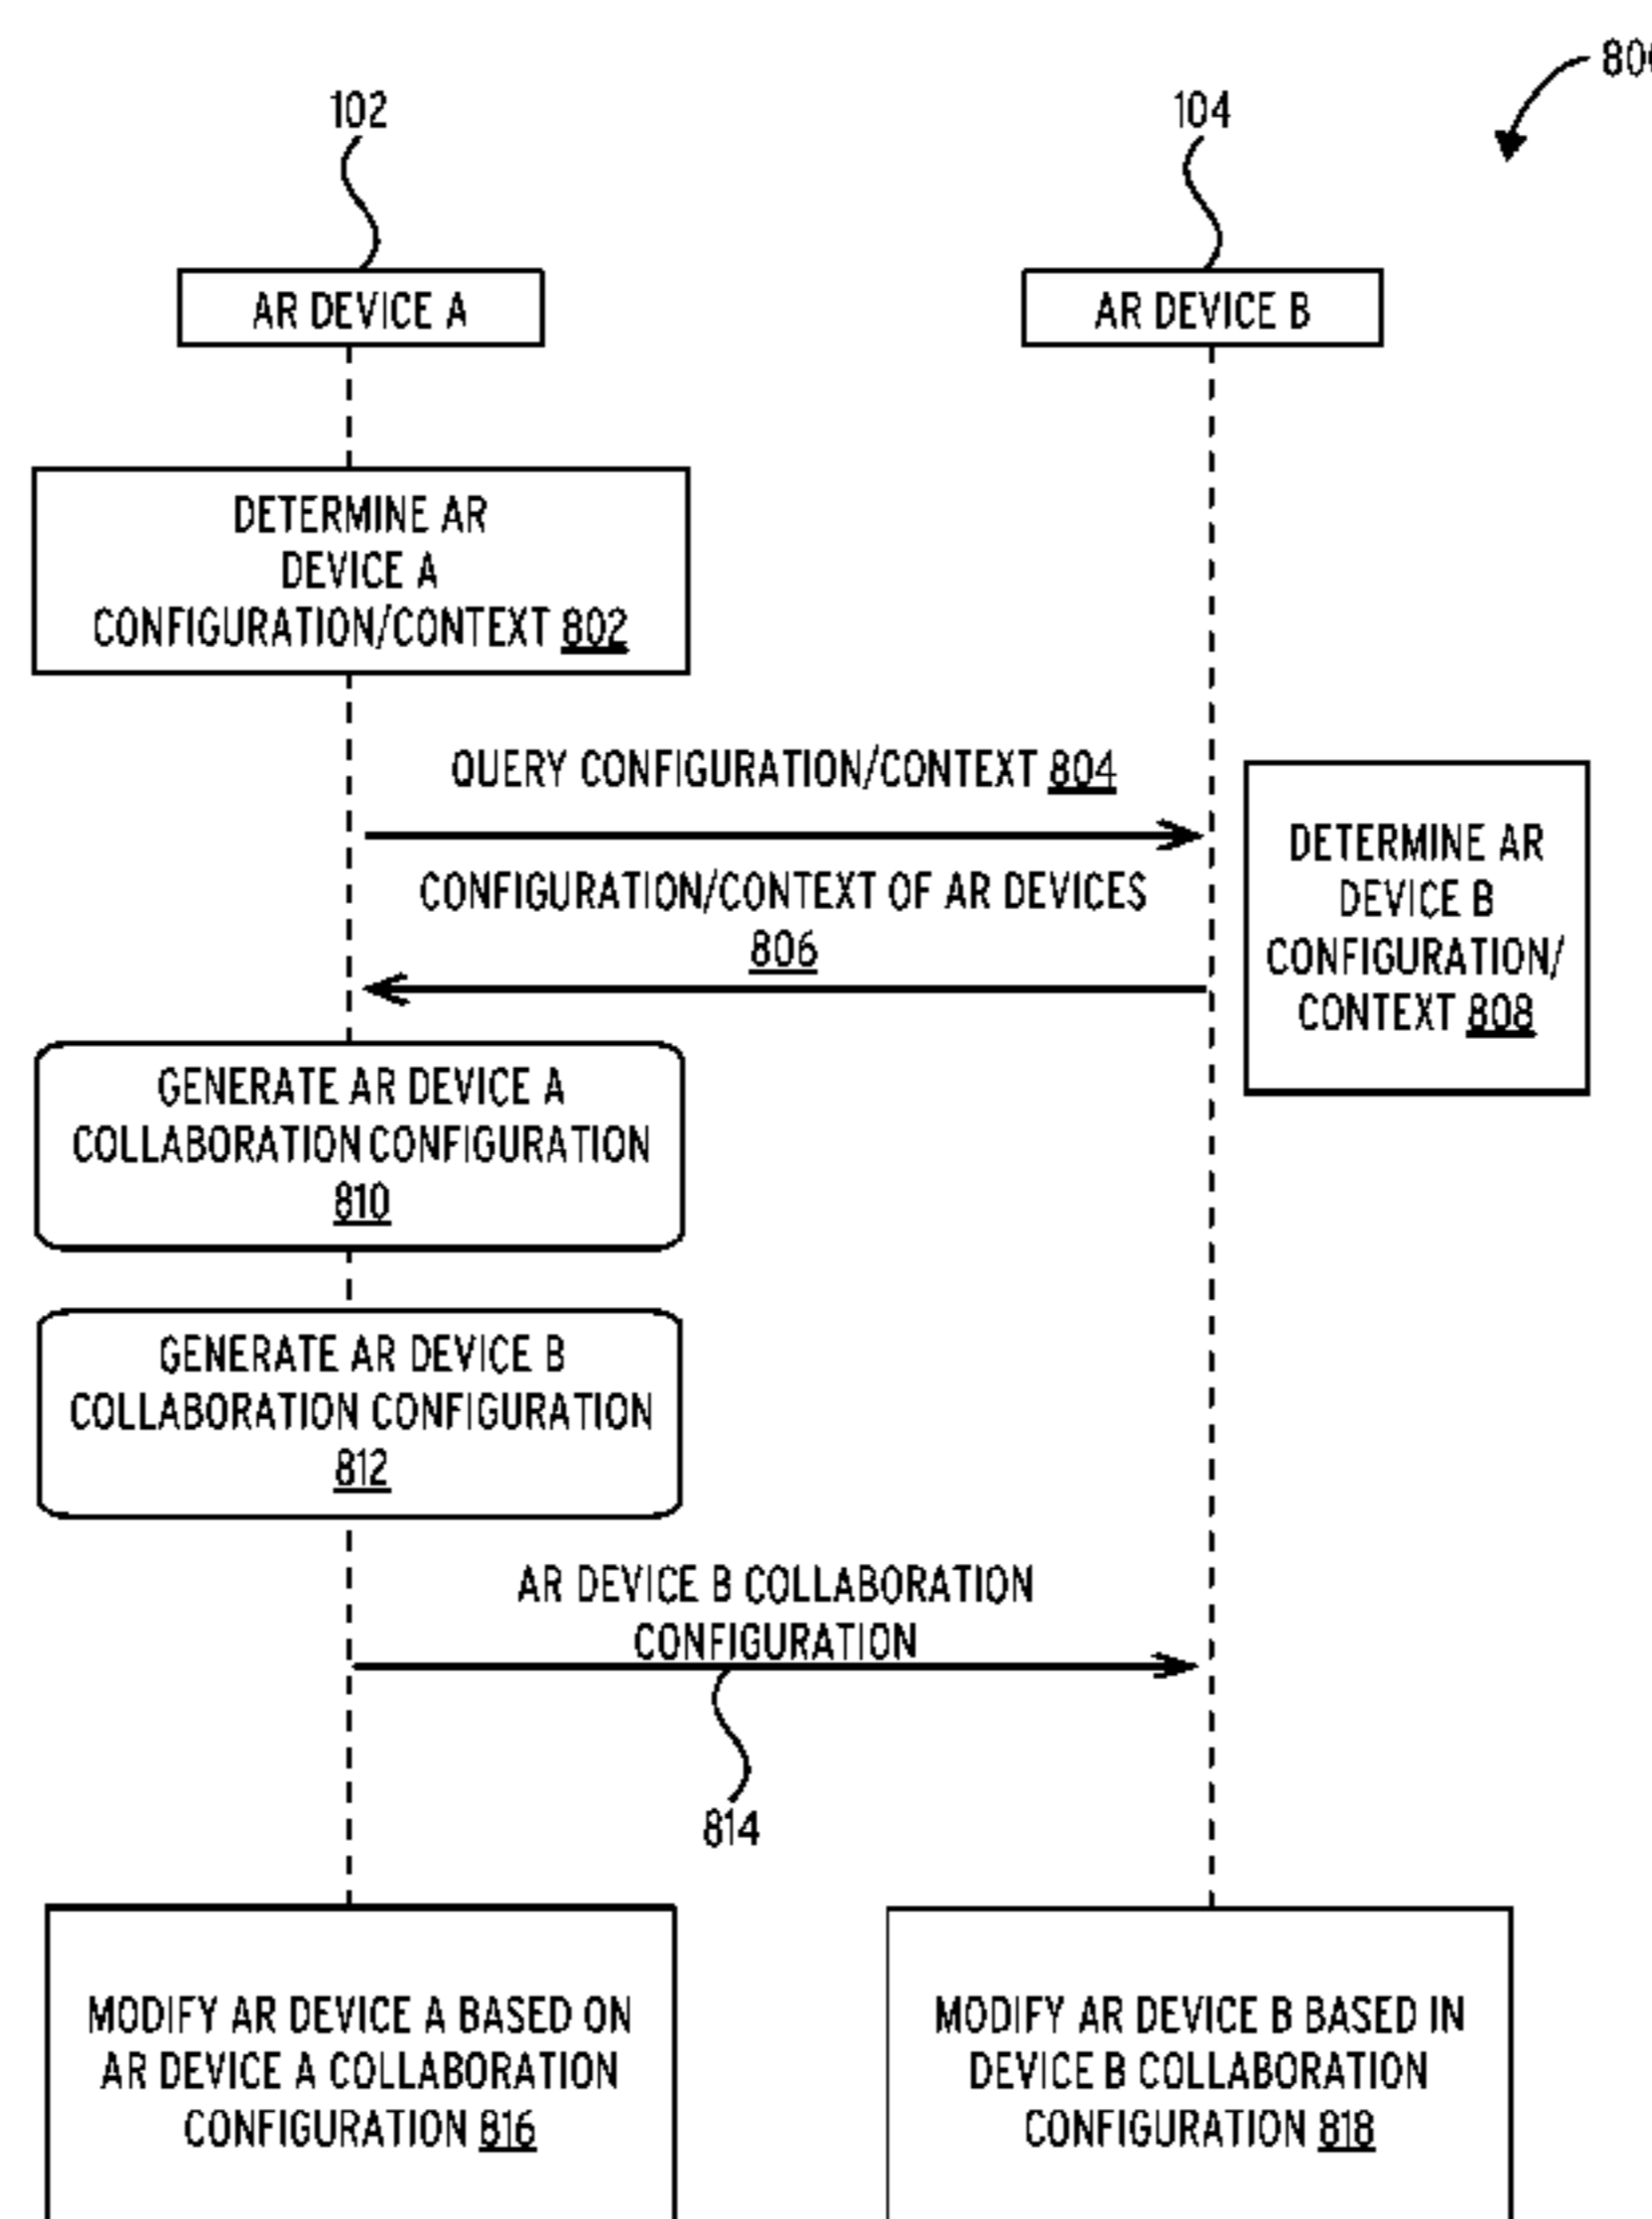 800
102
104
AR DEVICE A
AR DEVICE B
DETERMINE AR
DEVICE A
CONFIGURATION/CONTEXT 802
QUERY CONFIGURATION/CONTEXT 804
CONFIGURATION/CONTEXT OF AR DEVICES
806
DETERMINE AR
DEVICE B
CONFIGURATION/
CONTEXT 808
GENERATE AR DEVICE A
COLLABORATION CONFIGURATION
810
GENERATE AR DEVICE B
COLLABORATION CONFIGURATION
812
AR DEVICE B COLLABORATION
CONFIGURATION
814
MODIFY AR DEVICE A BASED ON
AR DEVICE A COLLABORATION
CONFIGURATION 816
MODIFY AR DEVICE B BASED IN
DEVICE B COLLABORATION
CONFIGURATION 818